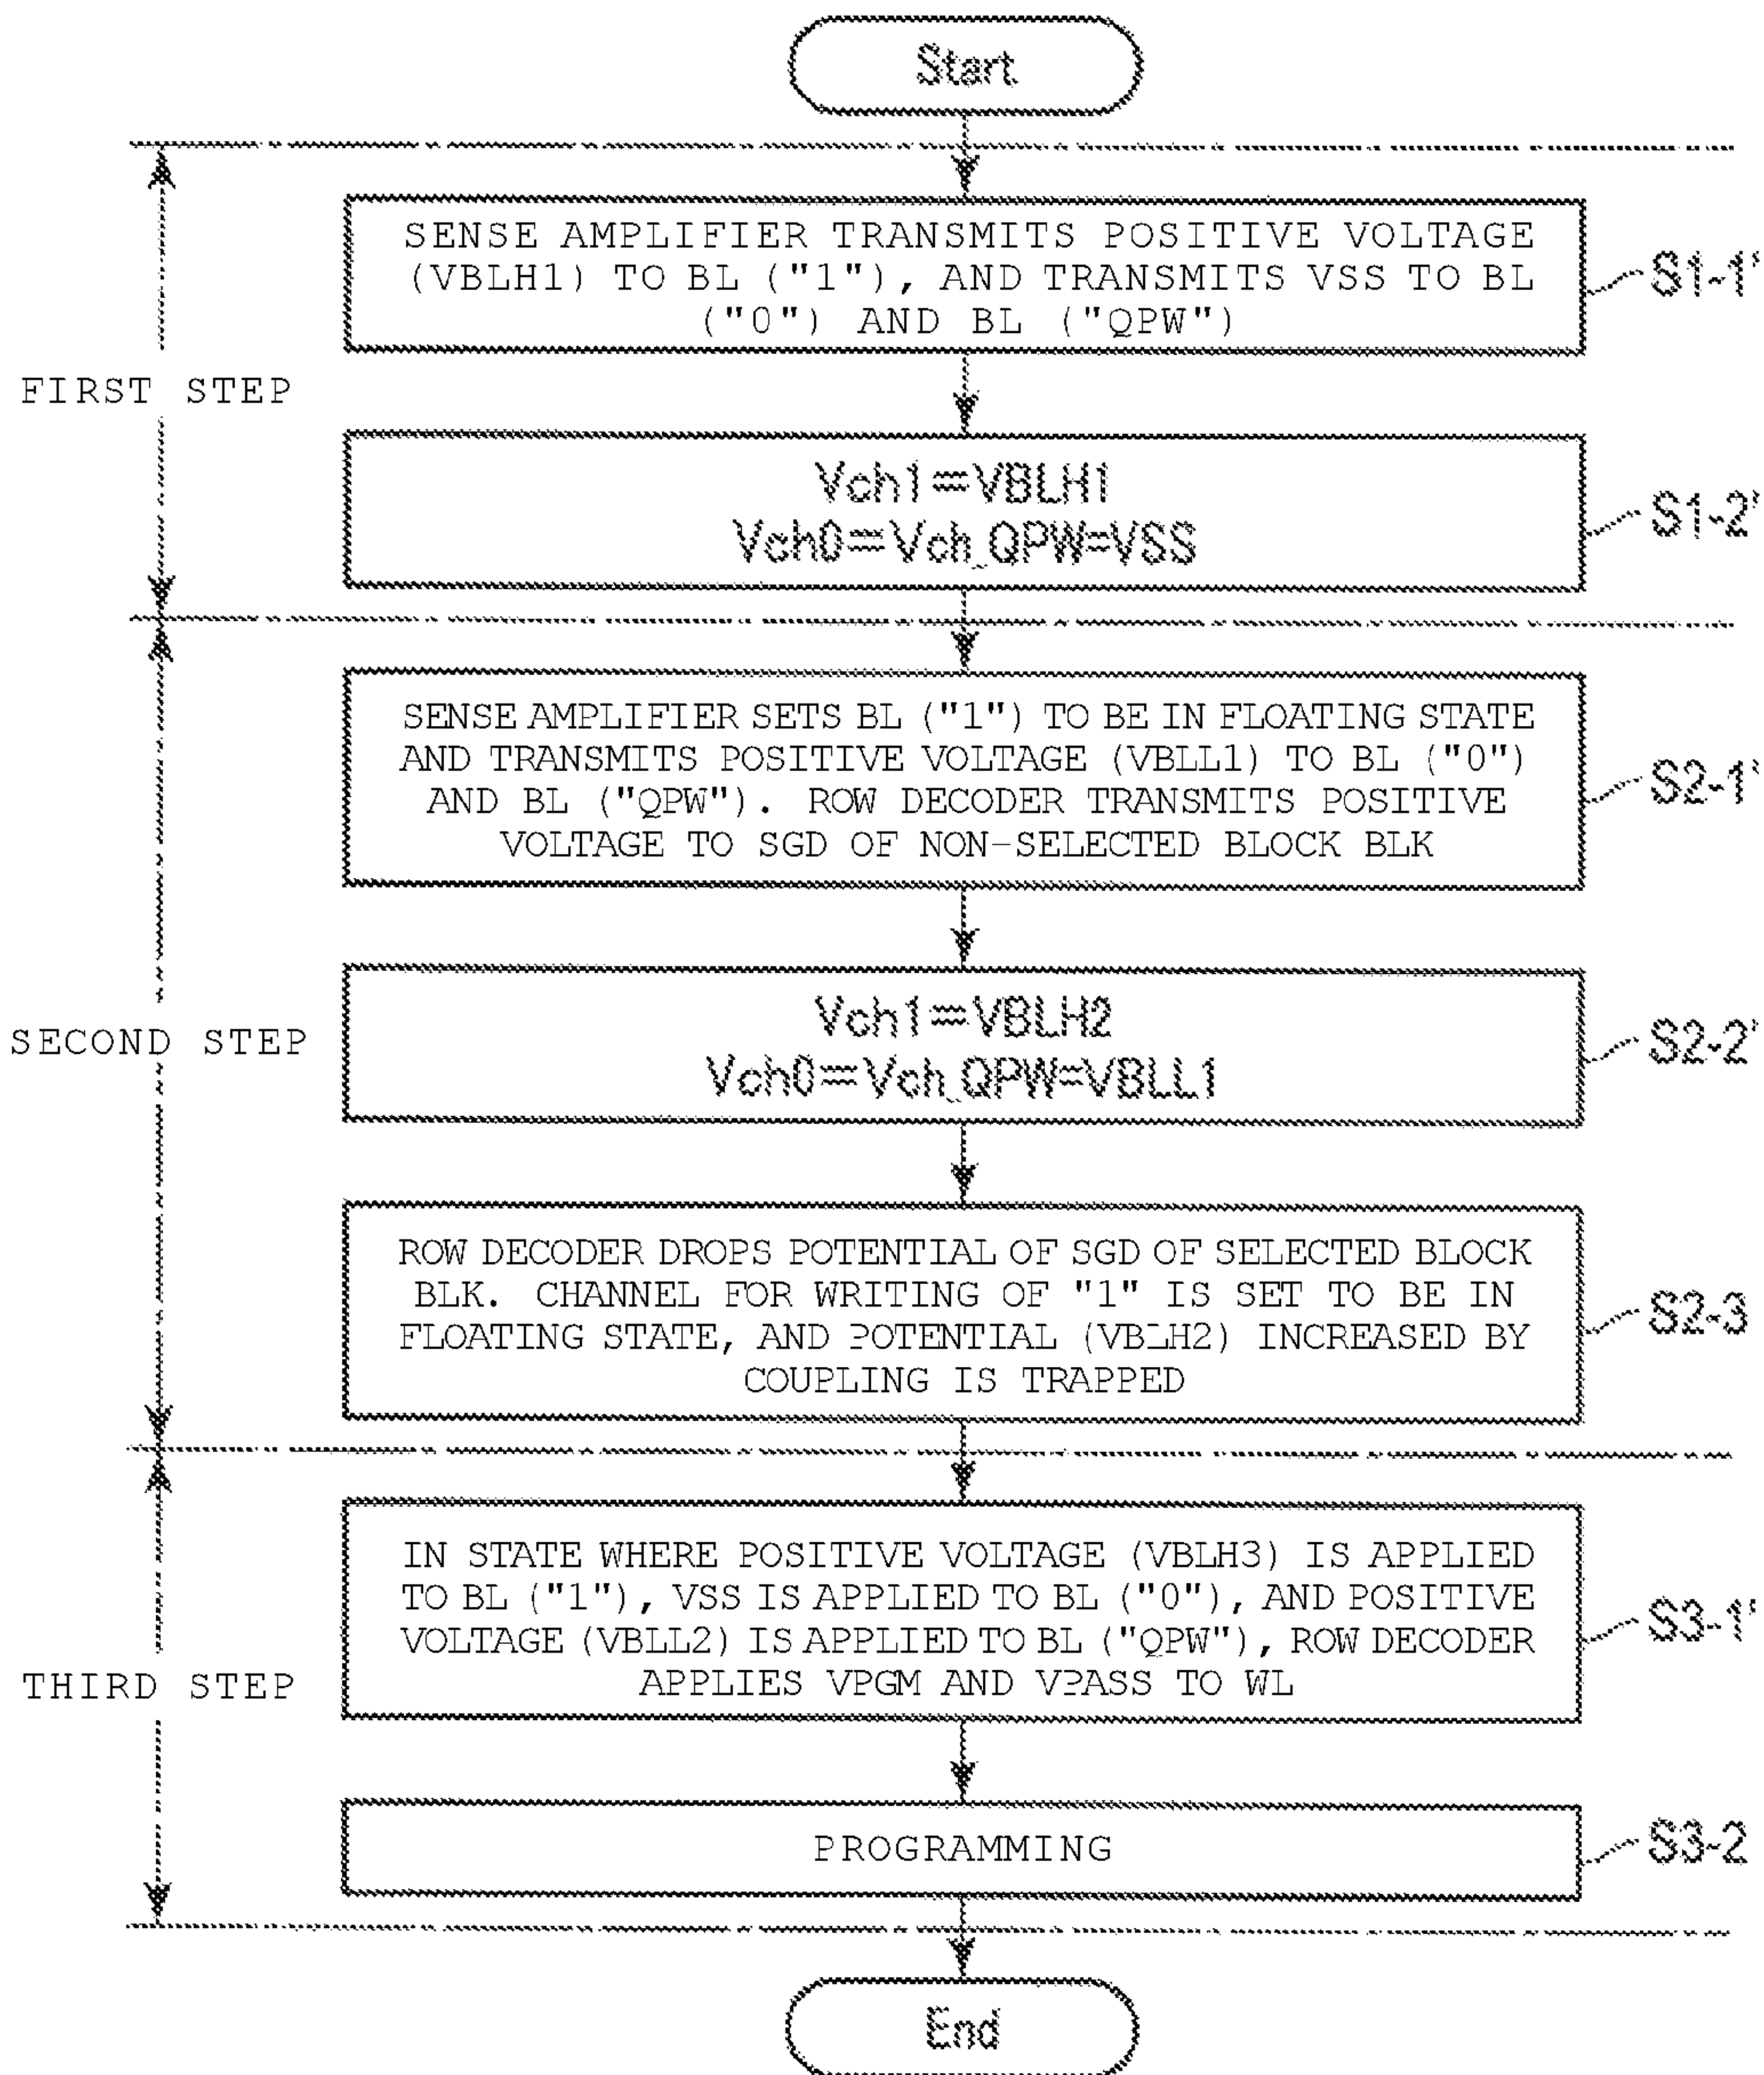 Start
SENSE AMPLIFIER TRANSMITS POSITIVE VOLTAGE
(VBLH1) TO BL ("1"), AND TRANSMITS VSS TO BL
("0") AND BL ("QPW")
S1-1'
FIRST STEP
Vch1=VBLH1
Vch0=Vch_QPW=VSS
S1-2'
SENSE AMPLIFIER SETS BL ("1") TO BE IN FLOATING STATE
AND TRANSMITS POSITIVE VOLTAGE (VBLL1) TO BL ("0")
AND BL ("QPW"). ROW DECODER TRANSMITS POSITIVE
VOLTAGE TO SGD OF NON-SELECTED BLOCK BLK
S2-1'
SECOND STEP
Vch1=VBLH2
Vch0=Vch_QPW=VBLL1
S2-2'
ROW DECODER DROPS POTENTIAL OF SGD OF SELECTED BLOCK
BLK. CHANNEL FOR WRITING OF "1" IS SET TO BE IN
FLOATING STATE, AND POTENTIAL (VBLH2) INCREASED BY
COUPLING IS TRAPPED
S2-3
IN STATE WHERE POSITIVE VOLTAGE (VBLH3) IS APPLIED
TO BL ("1"), VSS IS APPLIED TO BL ("0"), AND POSITIVE
VOLTAGE (VBLL2) IS APPLIED TO BL ("QPW"), ROW DECODER
APPLIES VPGM AND VPASS TO WL
S3-1'
THIRD STEP
PROGRAMMING
S3-2
End